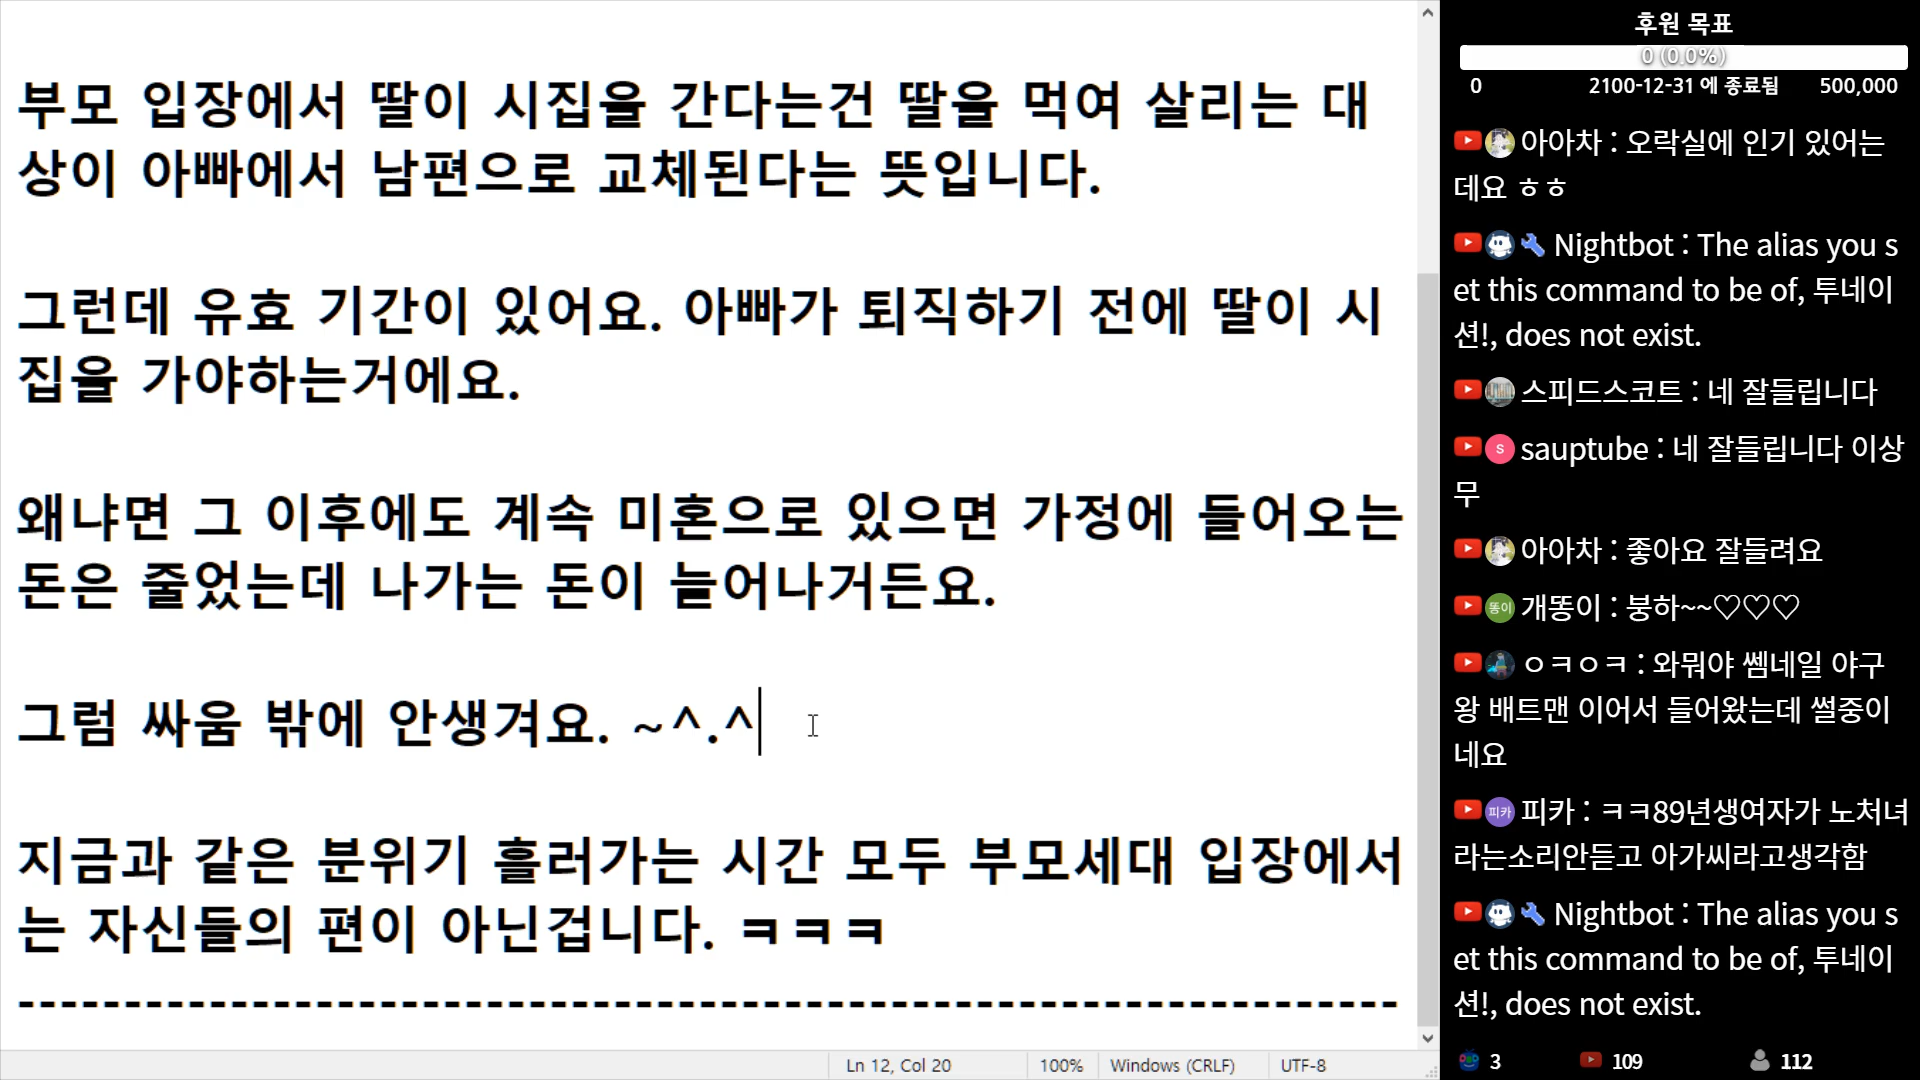 부모 입장에서 딸이 시집을 간다는건 딸을 먹여 살리는 대
상이 아빠에서 남편으로 교체된다는 뜻입니다.
그런데 유효 기간이 있어요. 아빠가 퇴직하기 전에 딸이 시
집을 가야하는거에요.
왜냐면 그 이후에도 계속 미혼으로 있으면 가정에 들어오는
돈은 줄었는데 나가는 돈이 늘어나거든요.
그럼 싸움 밖에 안생겨요. ~^.^
지금과 같은 분위기 흘러가는 시간 모두 부모세대 입장에서
는 자신들의 편이 아닌겁니다. ㅋㅋㅋ
-----------------------------------------------------------------
Ln 12, Col 20
100%
Windows (CRLF)
UTF-8
후원 목표
0 (0.0%)
0
2100-12-31 에 종료됨
500,000
아아차 : 오락실에 인기 있어는
데요 ㅎㅎ
Nightbot : The alias you s
et this command to be of, 투네이
션!, does not exist.
스피드스코트 : 네 잘들립니다
s sauptube : 네 잘들립니다 이상
무
아아차 : 좋아요 잘들려요
똥이 개똥이 : 붕하~~♡♡♡
ㅇㅋㅇㅋ : 와뭐야 쎔네일 야구
왕 배트맨 이어서 들어왔는데 썰중이
네요
피카 피카 : ㅋㅋ89년생여자가 노처녀
라는소리안듣고 아가씨라고생각함
Nightbot : The alias you s
et this command to be of, 투네이
션!, does not exist.
3
109
112